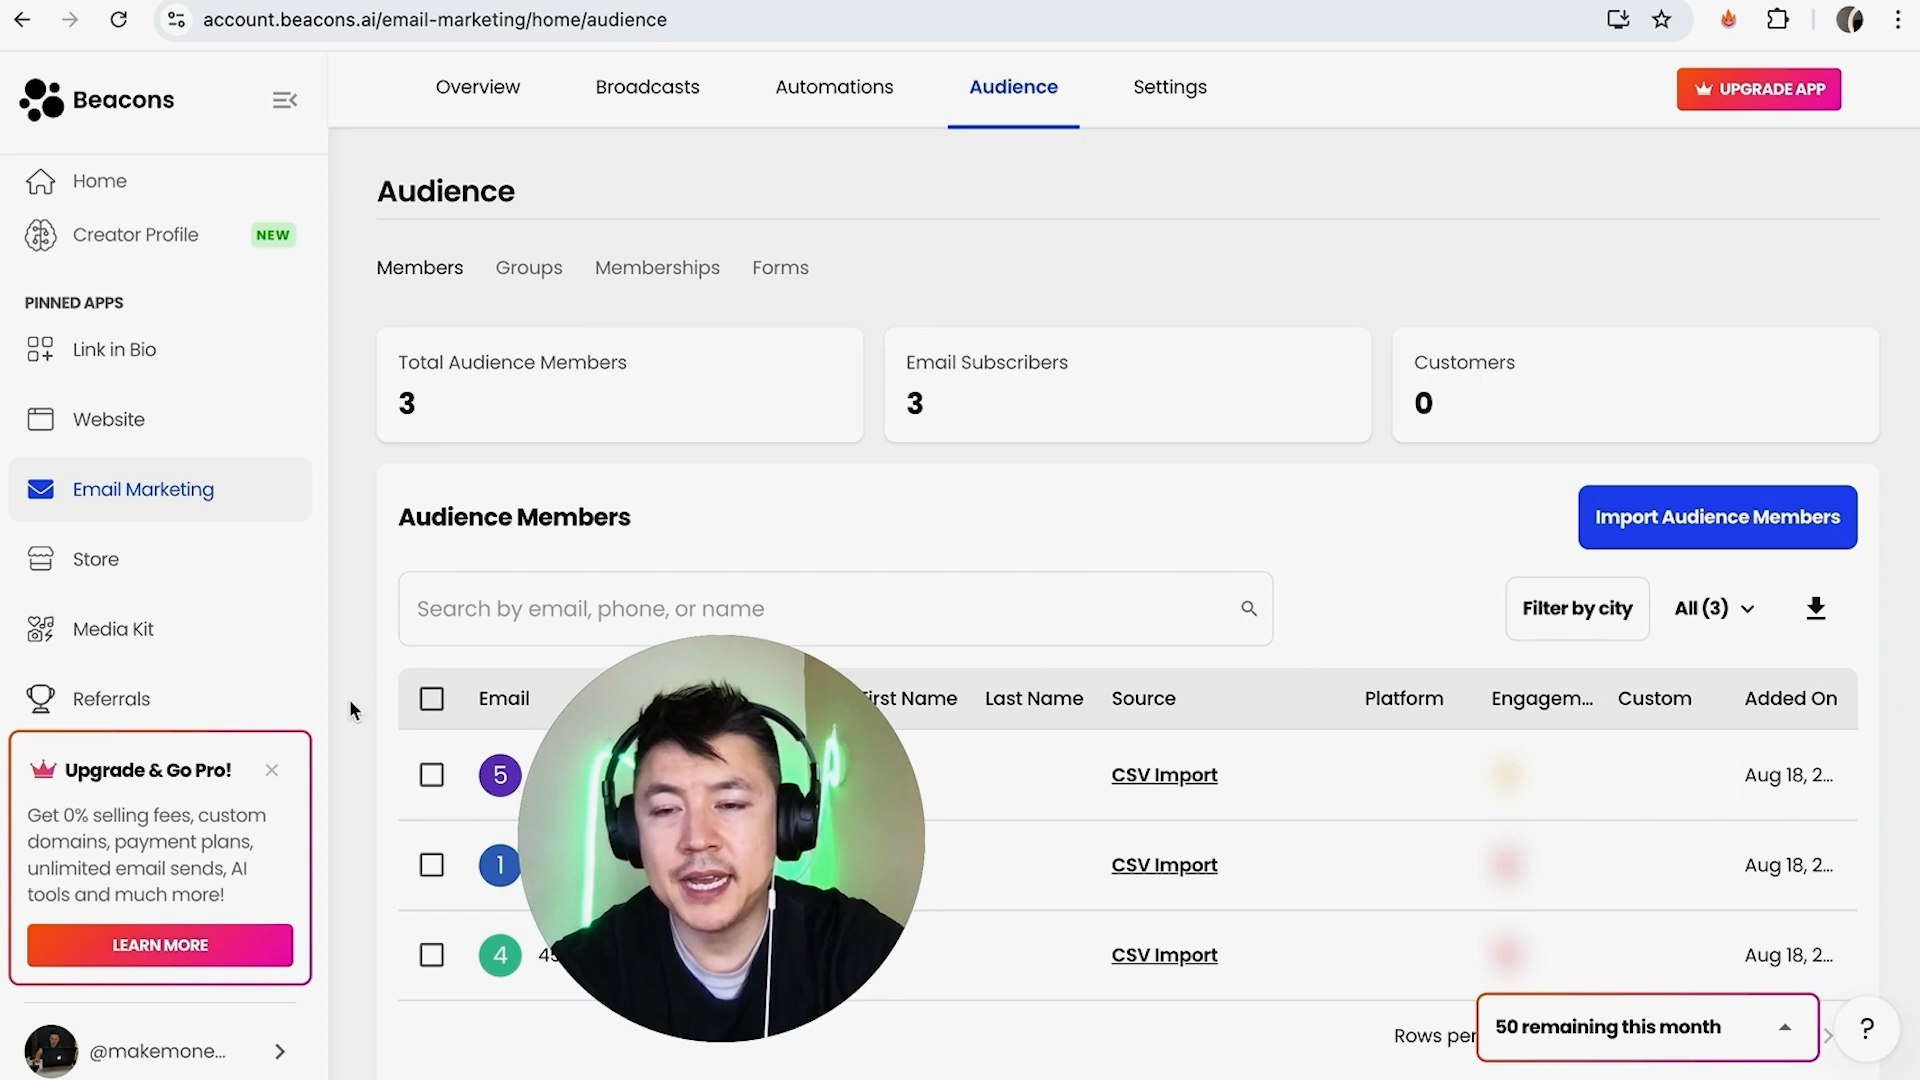 account.beacons.ai/email-marketing/home/audience
Beacons
Overview
Broadcasts
Automations
Audience
Settings
UPGRADE APP
Home
Creator Profile
NEW
PINNED APPS
Link in Bio
Website
Email Marketing
Store
Media Kit
Referrals
Upgrade & Go Pro!
Get 0% selling fees, custom
domains, payment plans,
unlimited email sends, AI
tools and much more!
LEARN MORE
@makemone...
Audience
Members
Groups
Memberships
Forms
Total Audience Members
3
Email Subscribers
3
Customers
0
Audience Members
Import Audience Members
Search by email, phone, or name
Filter by city
All (3)
Email
First Name
Last Name
Source
Platform
Engagem...
Custom
Added On
5
CSV Import
Aug 18, 2...
1
CSV Import
Aug 18, 2...
4
CSV Import
Aug 18, 2...
Rows per
50 remaining this month
?